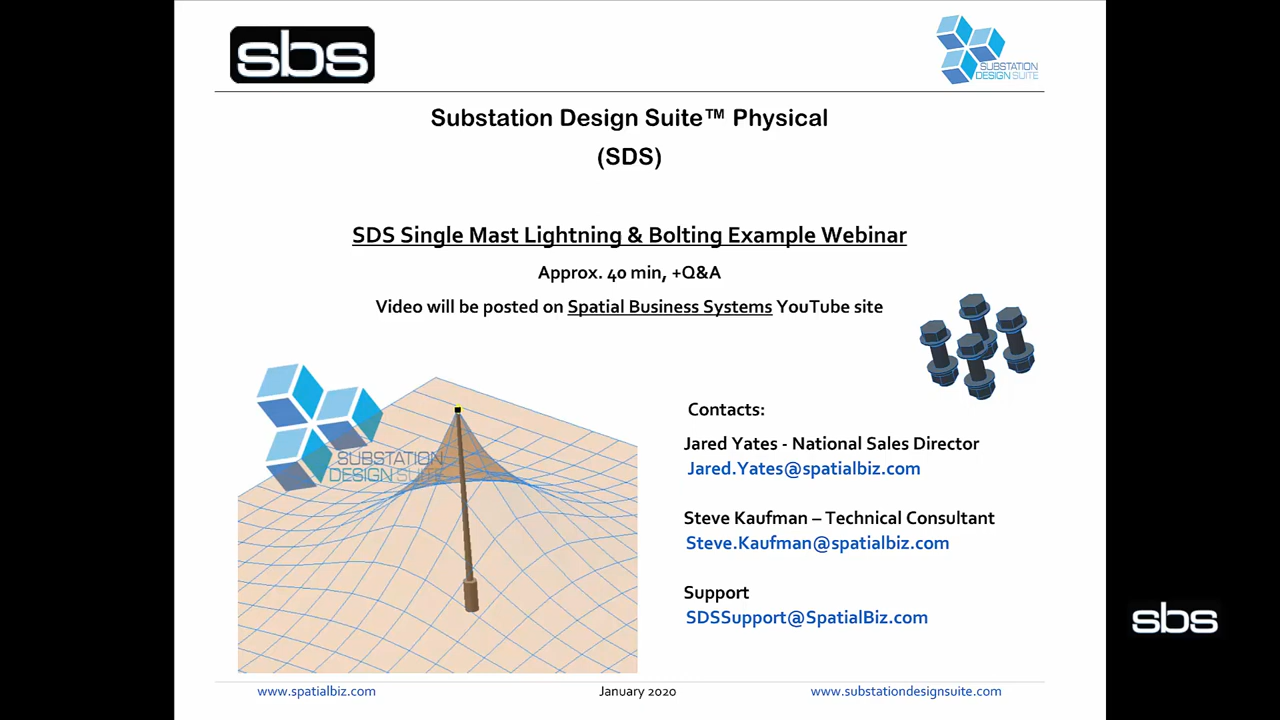 sbs
SUBSTATION
DESIGN SUITE
Substation Design Suite™ Physical
(SDS)
SDS Single Mast Lightning & Bolting Example Webinar
Approx. 40 min, +Q&A
Video will be posted on Spatial Business Systems YouTube site
SUBSTATION
DESIGN SUITE
Contacts:
Jared Yates - National Sales Director
Jared.Yates@spatialbiz.com
Steve Kaufman – Technical Consultant
Steve.Kaufman@spatialbiz.com
Support
SDSSupport@SpatialBiz.com
sbs
www.spatialbiz.com
January 2020
www.substationdesignsuite.com